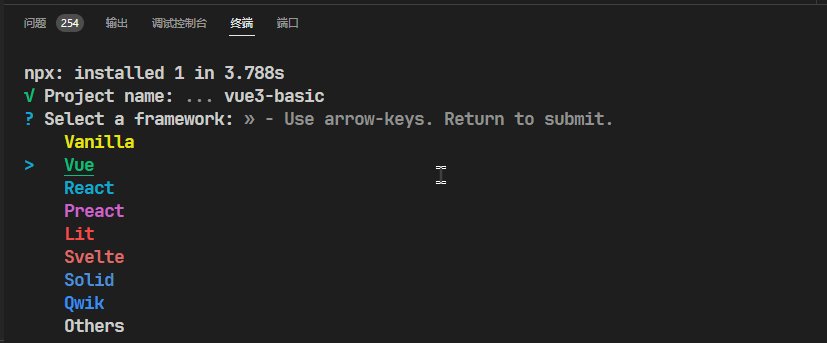 问题 254 输出 调试控制台 终端 端口
npx: installed 1 in 3.788s
√ Project name: ... vue3-basic
? Select a framework: » - Use arrow-keys. Return to submit.
Vanilla
> Vue
React
Preact
Lit
Svelte
Solid
Qwik
Others